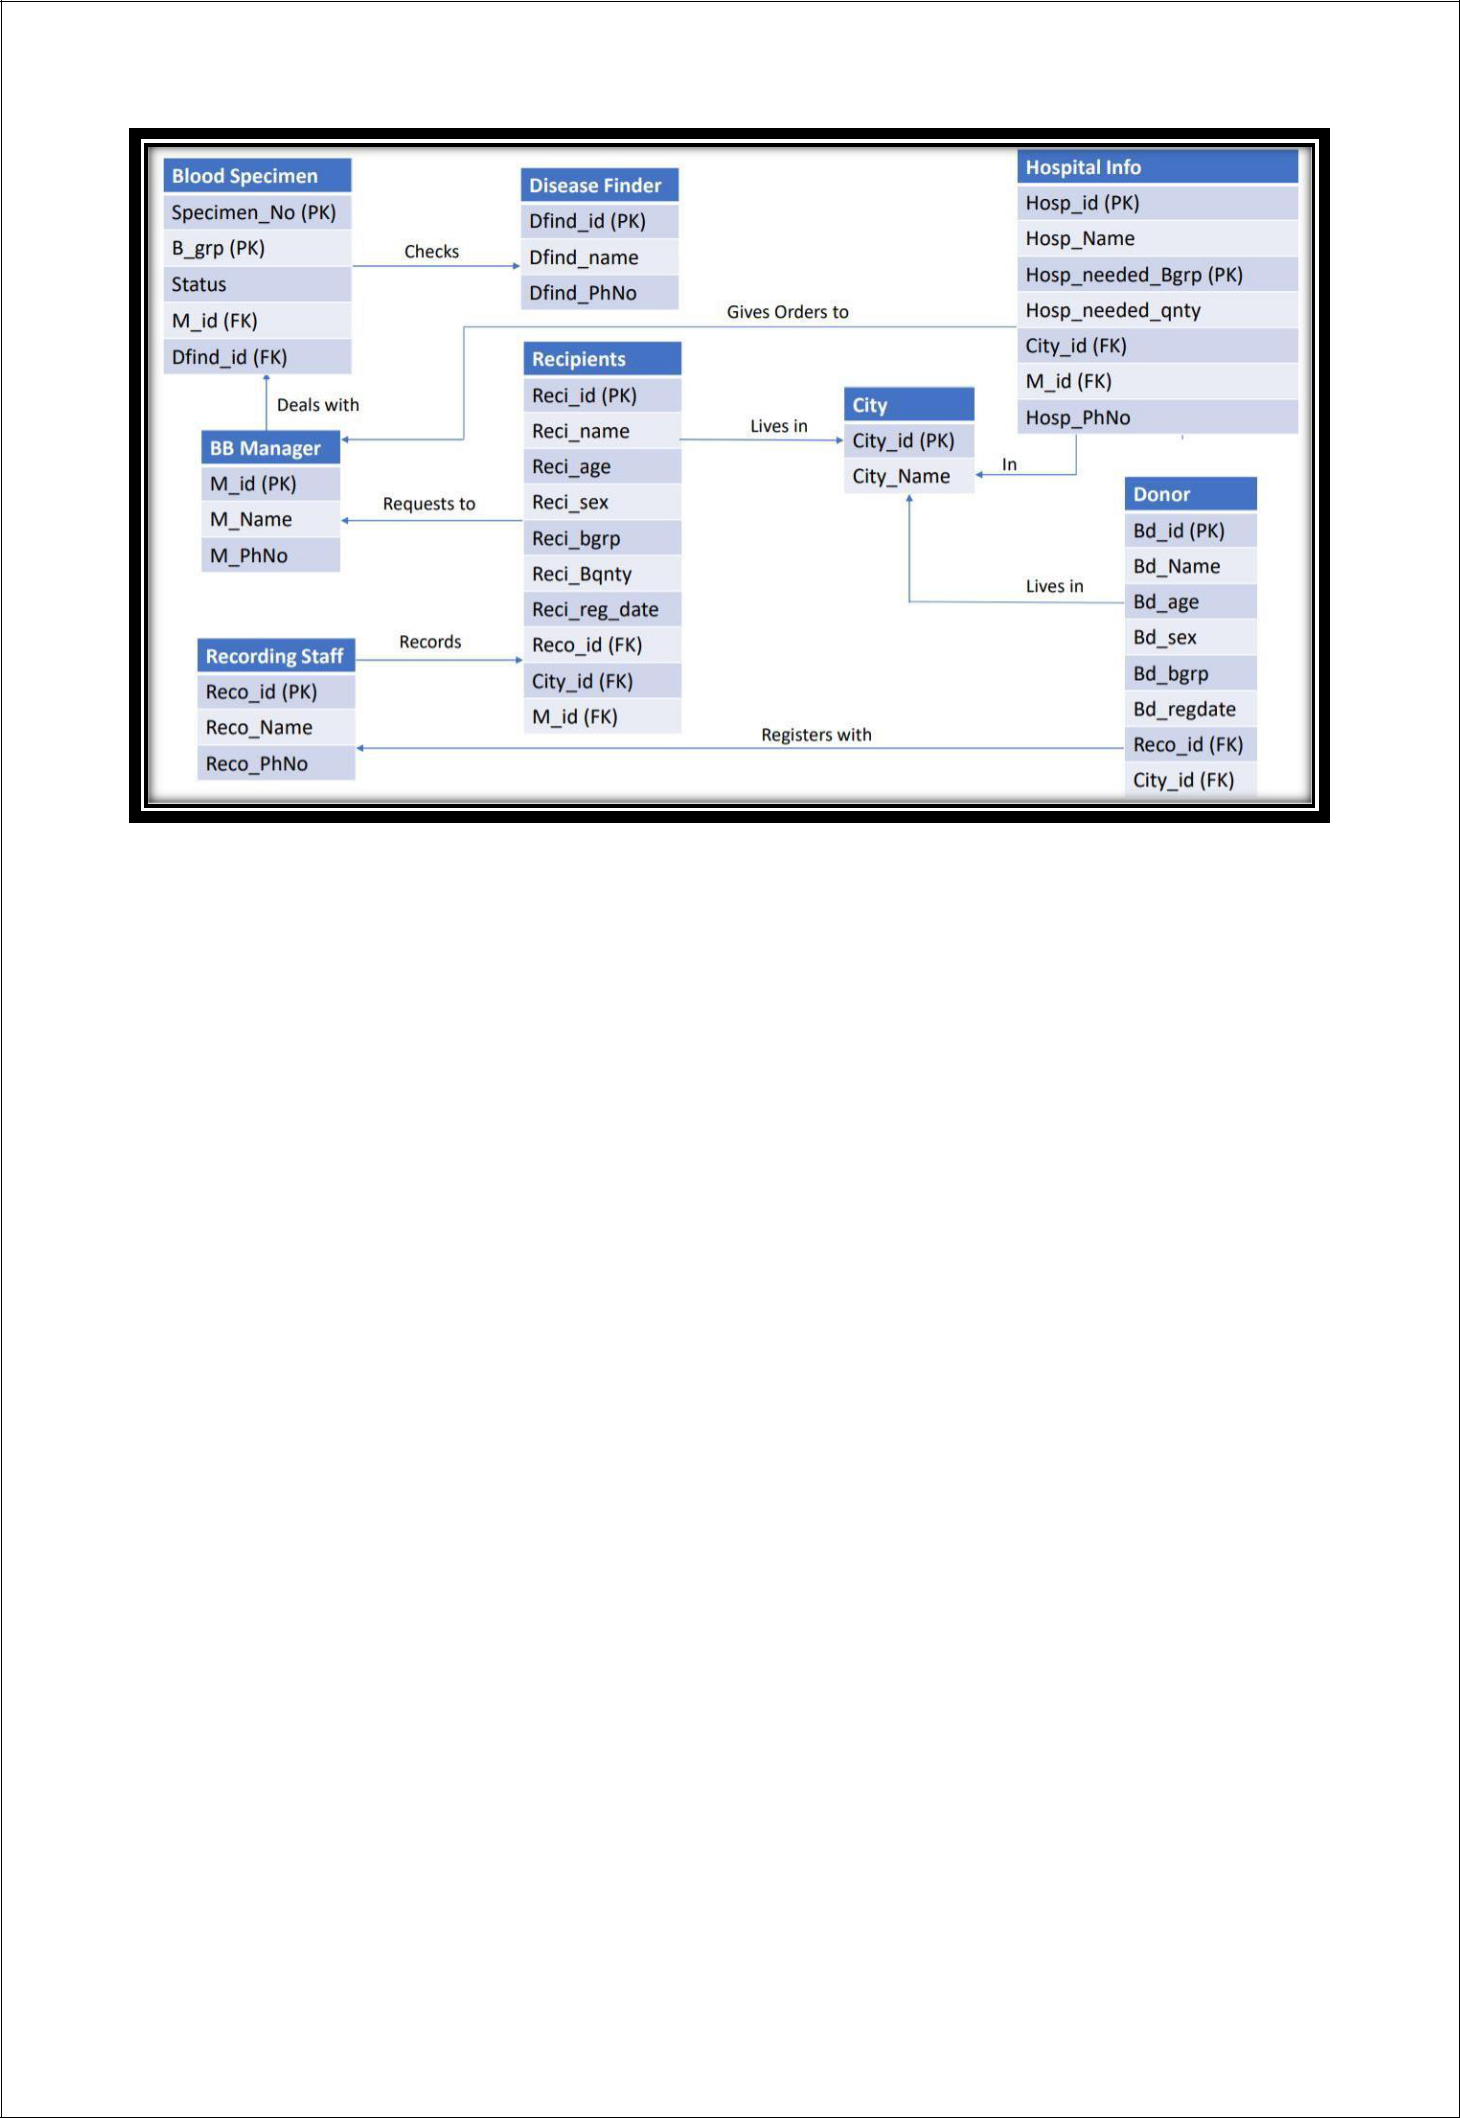 Blood Specimen
Specimen_No (PK)
B_grp (PK)
Status
M_id (FK)
Dfind_id (FK)
Checks
Disease Finder
Dfind_id (PK)
Dfind_name
Dfind_PhNo
Hospital Info
Hosp_id (PK)
Hosp_Name
Hosp_needed_Bgrp (PK)
Hosp_needed_qnty
City_id (FK)
M_id (FK)
Hosp_PhNo
Gives Orders to
Deals with
BB Manager
M_id (PK)
M_Name
M_PhNo
Requests to
Recipients
Reci_id (PK)
Reci_name
Reci_age
Reci_sex
Reci_bgrp
Reci_Bqnty
Reci_reg_date
Reco_id (FK)
City_id (FK)
M_id (FK)
Lives in
City
City_id (PK)
City_Name
In
Donor
Bd_id (PK)
Bd_Name
Bd_age
Bd_sex
Bd_bgrp
Bd_regdate
Reco_id (FK)
City_id (FK)
Lives in
Recording Staff
Reco_id (PK)
Reco_Name
Reco_PhNo
Records
Registers with